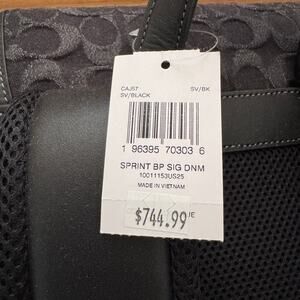 CAJ57 SV/BK
SV/BLACK
1 96395 70303 6
SPRINT BP SIG DNM
10011153US25
MADE IN VIETNAM
$744.99